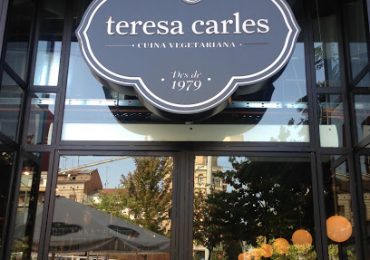 teresa carles
· CUINA VEGETARIANA ·
Des de
1979